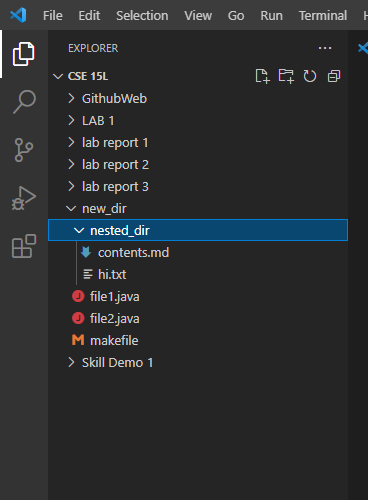 File Edit Selection View Go Run Terminal
EXPLORER ...
CSE 15L
GithubWeb
LAB 1
lab report 1
lab report 2
lab report 3
new_dir
nested_dir
contents.md
hi.txt
file1.java
file2.java
makefile
Skill Demo 1